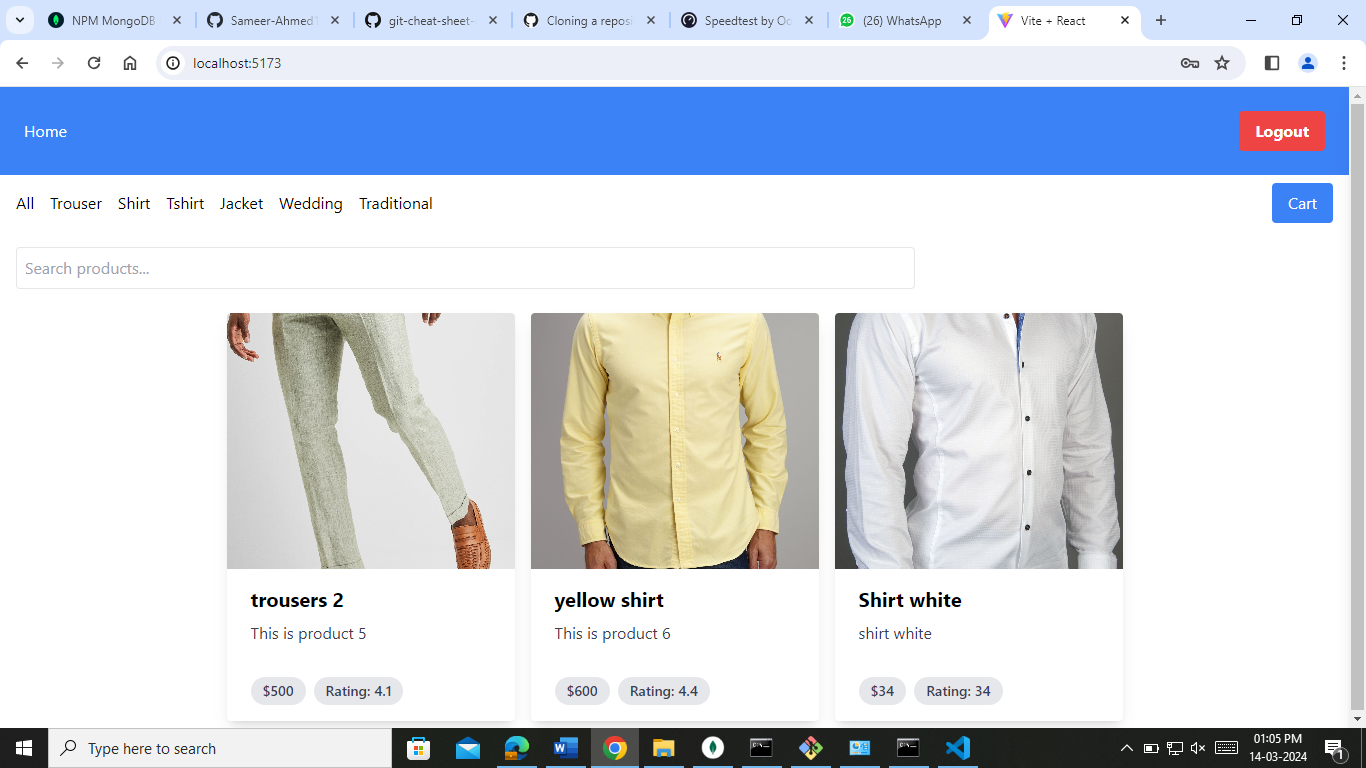 NPM MongoDB
Sameer-Ahmed1
git-cheat-sheet-
Cloning a reposi
Speedtest by Oo
(26) WhatsApp
Vite + React
localhost:5173
Home
Logout
All Trouser Shirt Tshirt Jacket Wedding Traditional
Cart
Search products...
trousers 2
This is product 5
$500 Rating: 4.1
yellow shirt
This is product 6
$600 Rating: 4.4
Shirt white
shirt white
$34 Rating: 34
Type here to search
01:05 PM
14-03-2024
1